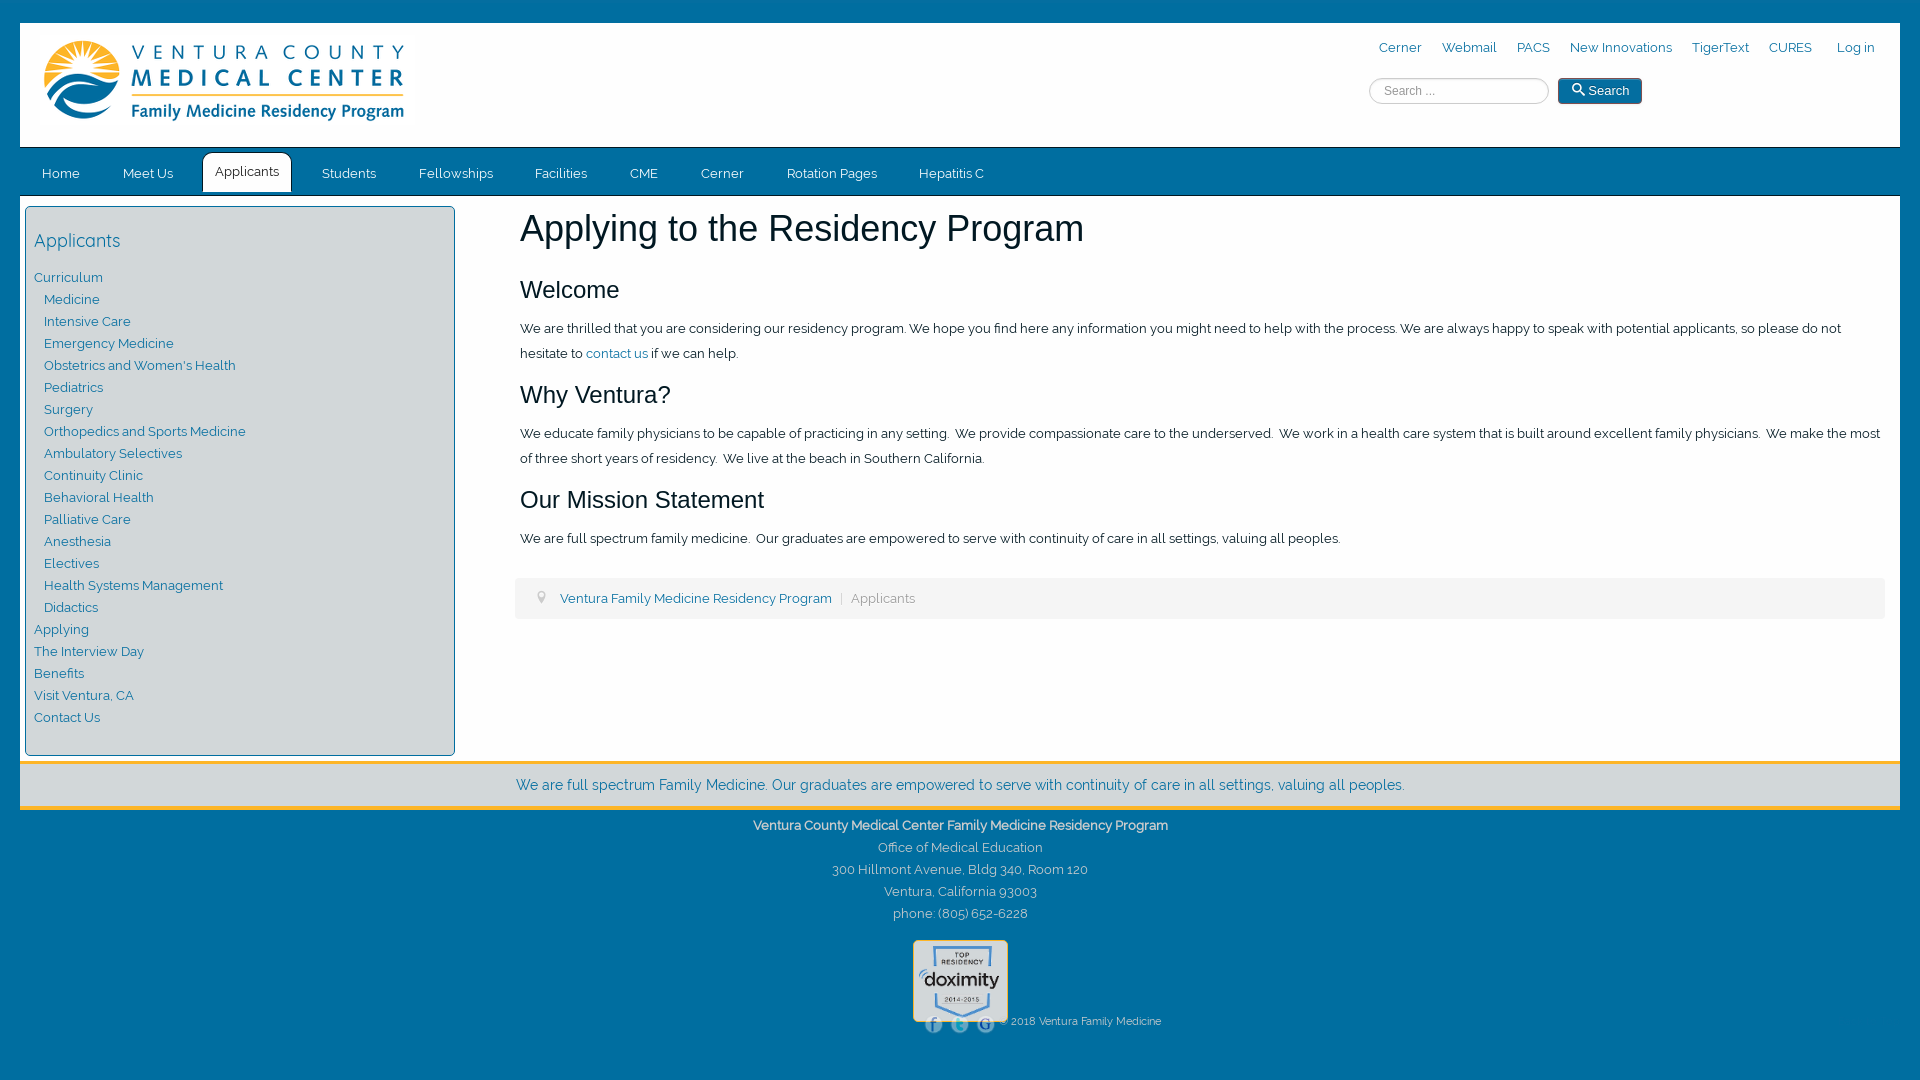 VENTURA COUNTY
MEDICAL CENTER
Family Medicine Residency Program
Cerner Webmail PACS New Innovations TigerText CURES Log in
Search ... Search
Home Meet Us Applicants Students Fellowships Facilities CME Cerner Rotation Pages Hepatitis C
Applicants
Curriculum
Medicine
Intensive Care
Emergency Medicine
Obstetrics and Women's Health
Pediatrics
Surgery
Orthopedics and Sports Medicine
Ambulatory Selectives
Continuity Clinic
Behavioral Health
Palliative Care
Anesthesia
Electives
Health Systems Management
Didactics
Applying
The Interview Day
Benefits
Visit Ventura, CA
Contact Us
Applying to the Residency Program
Welcome
We are thrilled that you are considering our residency program. We hope you find here any information you might need to help with the process. We are always happy to speak with potential applicants, so please do not
hesitate to contact us if we can help.
Why Ventura?
We educate family physicians to be capable of practicing in any setting. We provide compassionate care to the underserved. We work in a health care system that is built around excellent family physicians. We make the most
of three short years of residency. We live at the beach in Southern California.
Our Mission Statement
We are full spectrum family medicine. Our graduates are empowered to serve with continuity of care in all settings, valuing all peoples.
Ventura Family Medicine Residency Program | Applicants
We are full spectrum Family Medicine. Our graduates are empowered to serve with continuity of care in all settings, valuing all peoples.
Ventura County Medical Center Family Medicine Residency Program
Office of Medical Education
300 Hillmont Avenue, Bldg 340, Room 120
Ventura, California 93003
phone: (805) 652-6228
TOP
RESIDENCY
doximity
2014-2015
f t G © 2018 Ventura Family Medicine